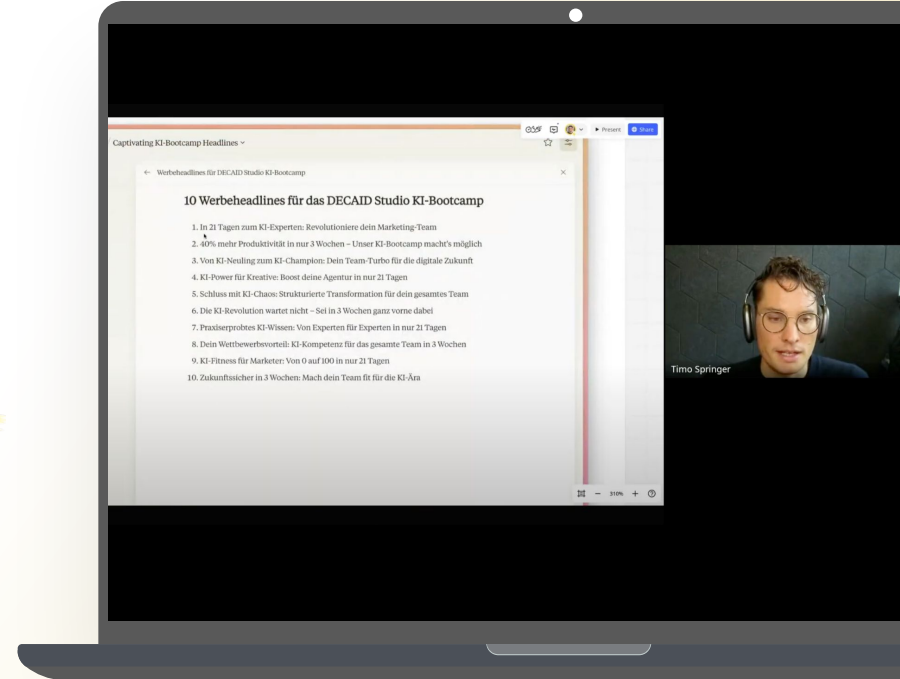 Present
Share
Captivating KI-Bootcamp Headlines
Werbeheadlines für DECAID Studio KI-Bootcamp
10 Werbeheadlines für das DECAID Studio KI-Bootcamp
1. In 21 Tagen zum KI-Experten: Revolutioniere dein Marketing-Team
2. 40% mehr Produktivität in nur 3 Wochen – Unser KI-Bootcamp macht's möglich
3. Von KI-Neuling zum KI-Champion: Dein Team-Turbo für die digitale Zukunft
4. KI-Power für Kreative: Boost deine Agentur in nur 21 Tagen
5. Schluss mit KI-Chaos: Strukturierte Transformation für dein gesamtes Team
6. Die KI-Revolution wartet nicht – Sei in 3 Wochen ganz vorne dabei
7. Praxiserprobtes KI-Wissen: Von Experten für Experten in nur 21 Tagen
8. Dein Wettbewerbsvorteil: KI-Kompetenz für das gesamte Team in 3 Wochen
9. KI-Fitness für Marketer: Von 0 auf 100 in nur 21 Tagen
10. Zukunftssicher in 3 Wochen: Mach dein Team fit für die KI-Ära
Timo Springer
310%